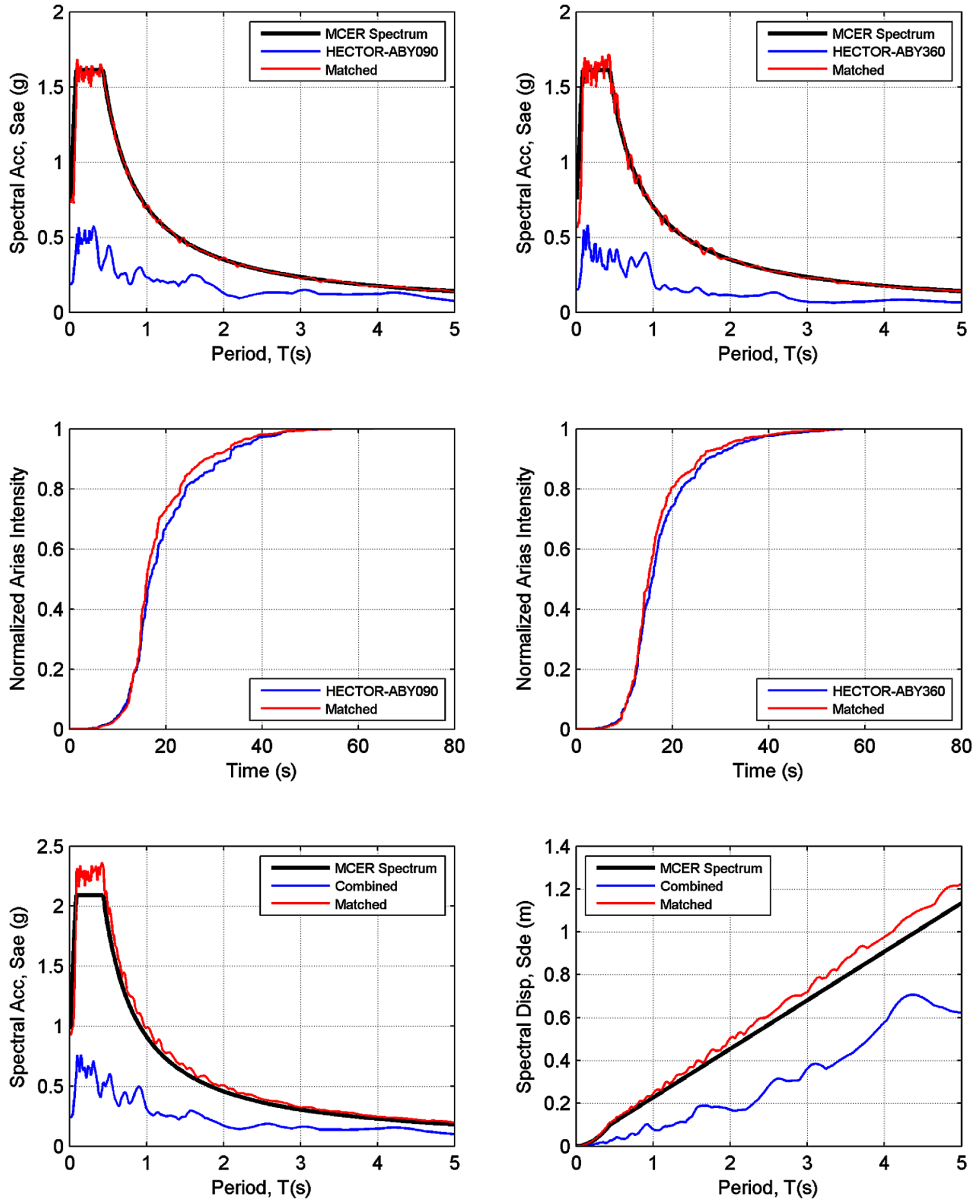 Spectral Acc, Sae (g)
2
1.5
1
0.5
0
MCER Spectrum
HECTOR-ABY090
Matched
0 1 2 3 4 5
Period, T(s)
Spectral Acc, Sae (g)
2
1.5
1
0.5
0
MCER Spectrum
HECTOR-ABY360
Matched
0 1 2 3 4 5
Period, T(s)
Normalized Arias Intensity
1
0.8
0.6
0.4
0.2
0
HECTOR-ABY090
Matched
0 20 40 60 80
Time (s)
Normalized Arias Intensity
1
0.8
0.6
0.4
0.2
0
HECTOR-ABY360
Matched
0 20 40 60 80
Time (s)
Spectral Acc, Sae (g)
2.5
2
1.5
1
0.5
0
MCER Spectrum
Combined
Matched
0 1 2 3 4 5
Period, T(s)
Spectral Disp, Sde (m)
1.4
1.2
1
0.8
0.6
0.4
0.2
0
MCER Spectrum
Combined
Matched
0 1 2 3 4 5
Period, T(s)